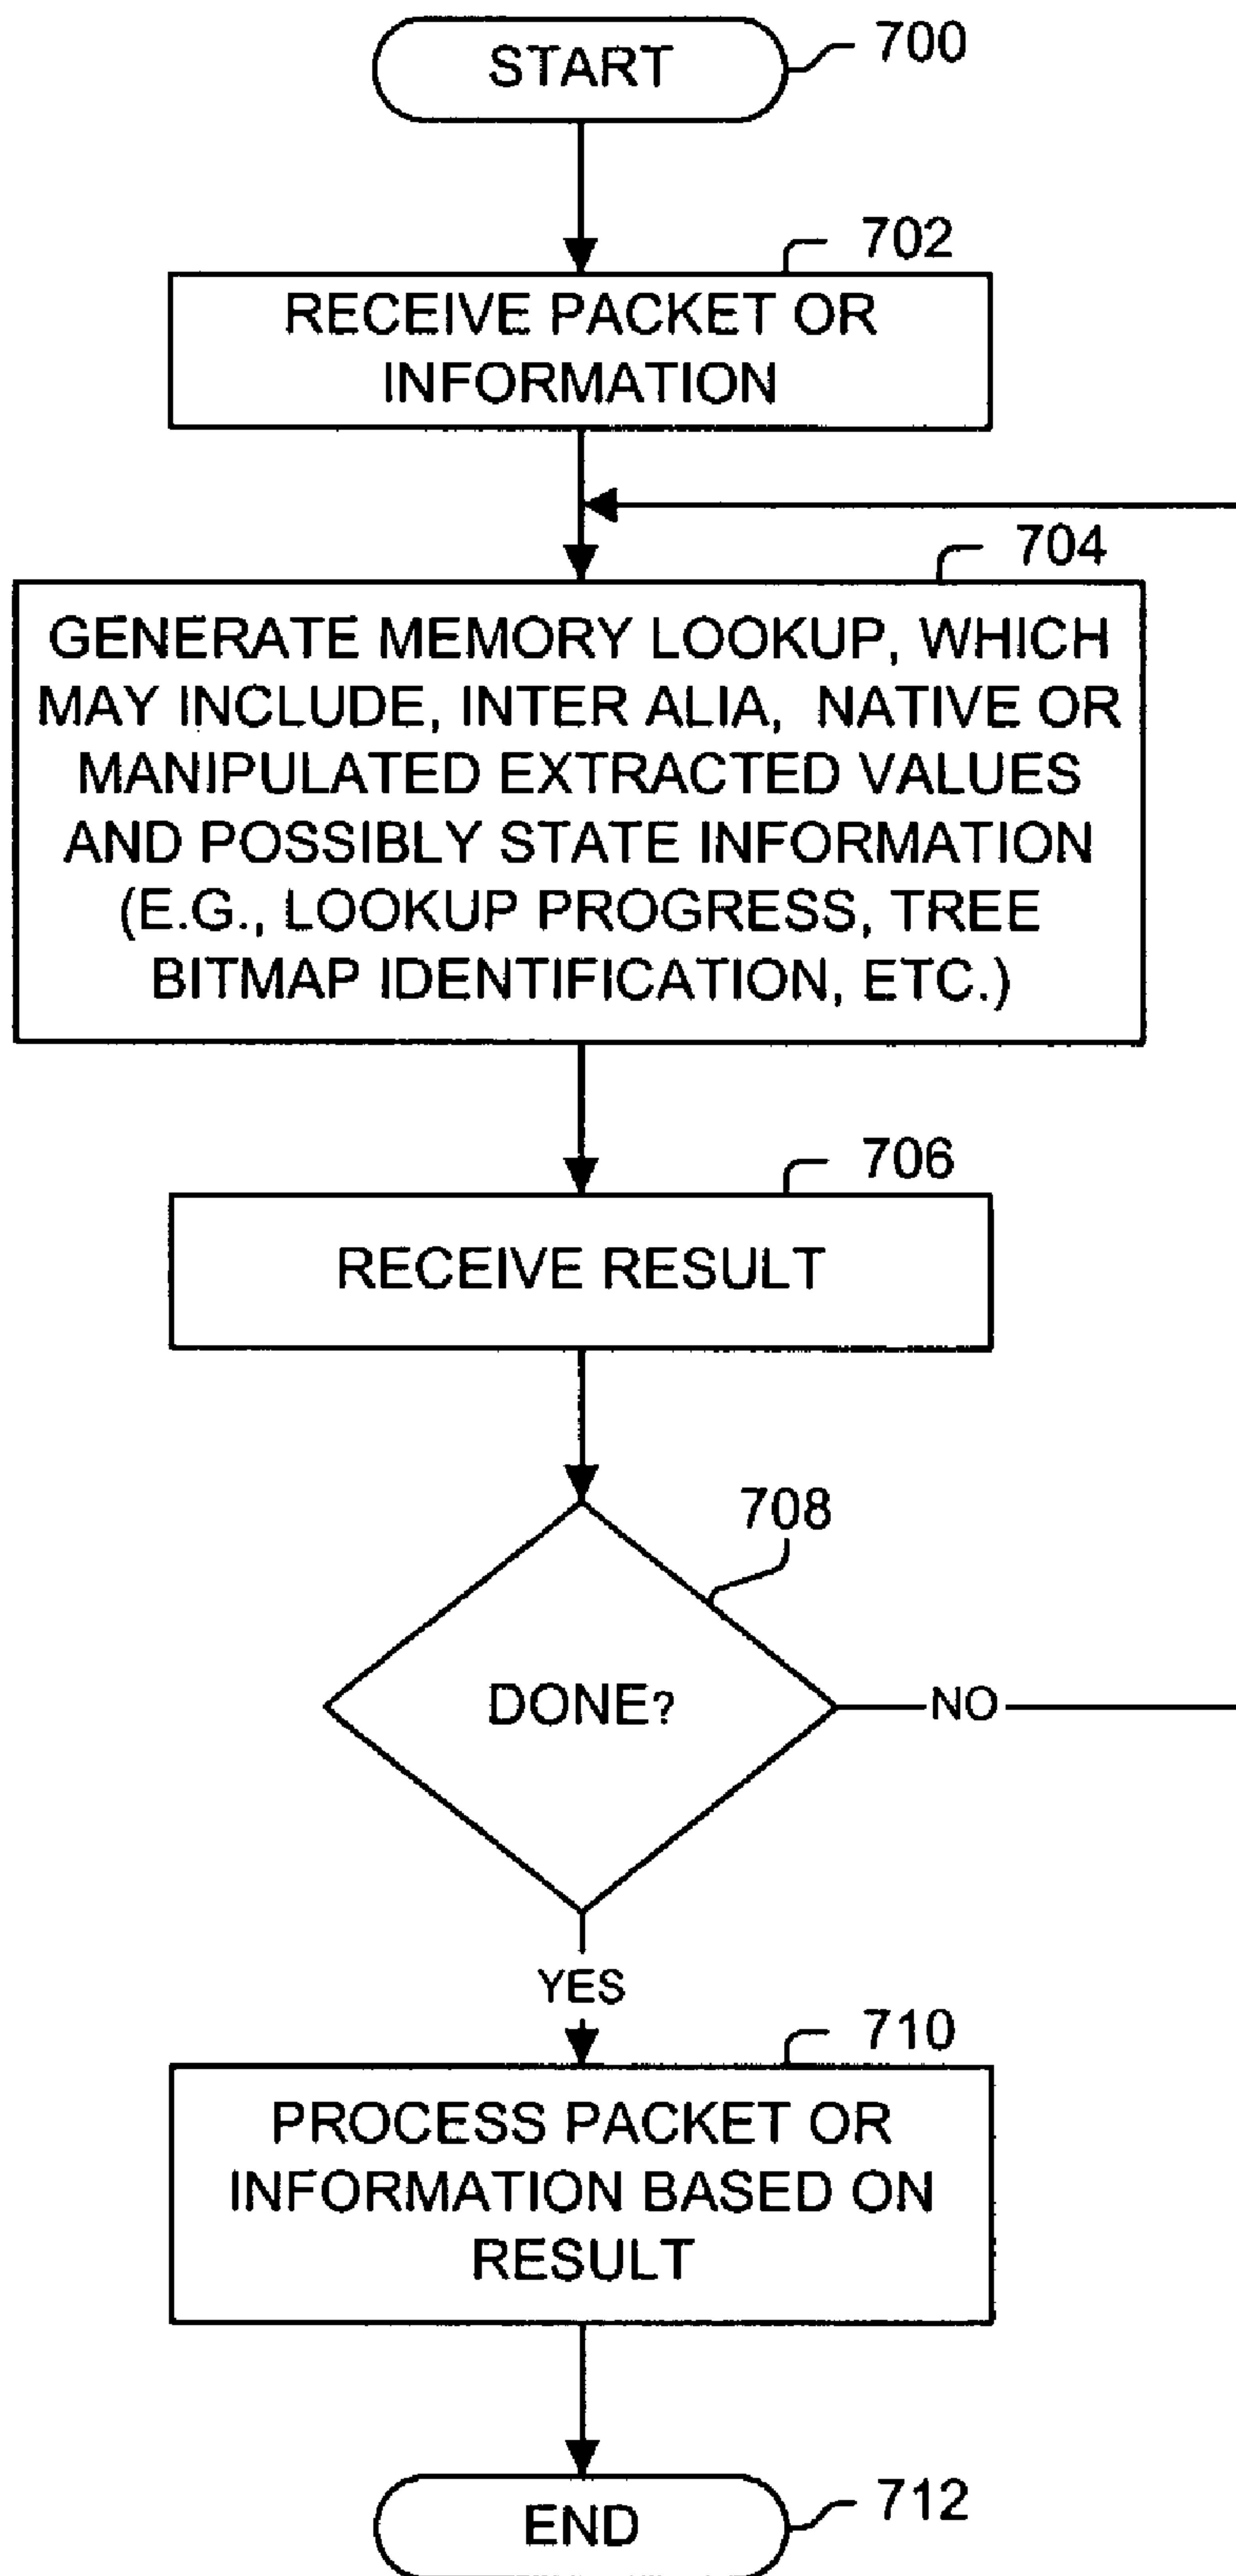 START
700
702
RECEIVE PACKET OR
INFORMATION
704
GENERATE MEMORY LOOKUP, WHICH
MAY INCLUDE, INTER ALIA, NATIVE OR
MANIPULATED EXTRACTED VALUES
AND POSSIBLY STATE INFORMATION
(E.G., LOOKUP PROGRESS, TREE
BITMAP IDENTIFICATION, ETC.)
706
RECEIVE RESULT
708
DONE?
NO
YES
710
PROCESS PACKET OR
INFORMATION BASED ON
RESULT
END
712